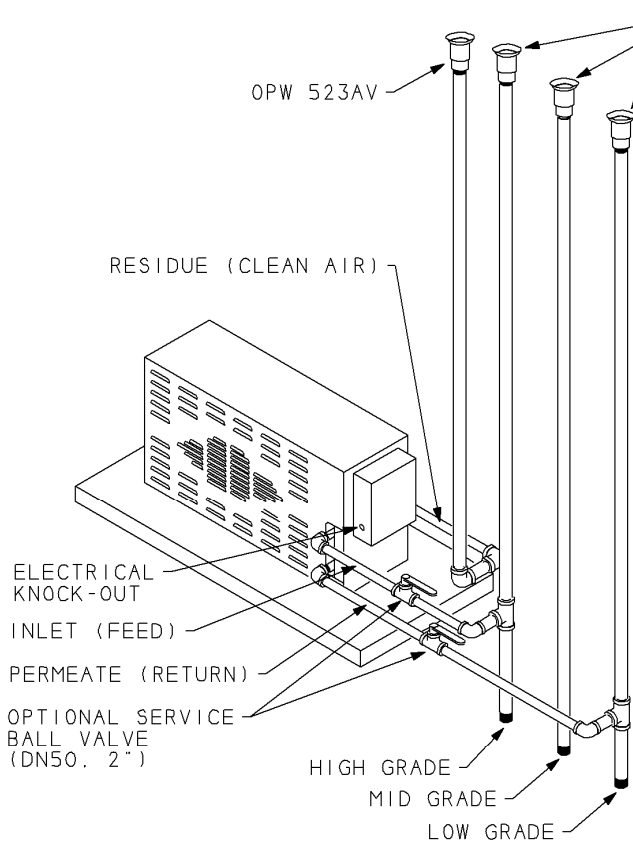 OPW 523AV
RESIDUE (CLEAN AIR)
ELECTRICAL
KNOCK-OUT
INLET (FEED)
PERMEATE (RETURN)
OPTIONAL SERVICE
BALL VALVE
(DN50. 2")
HIGH GRADE
MID GRADE
LOW GRADE